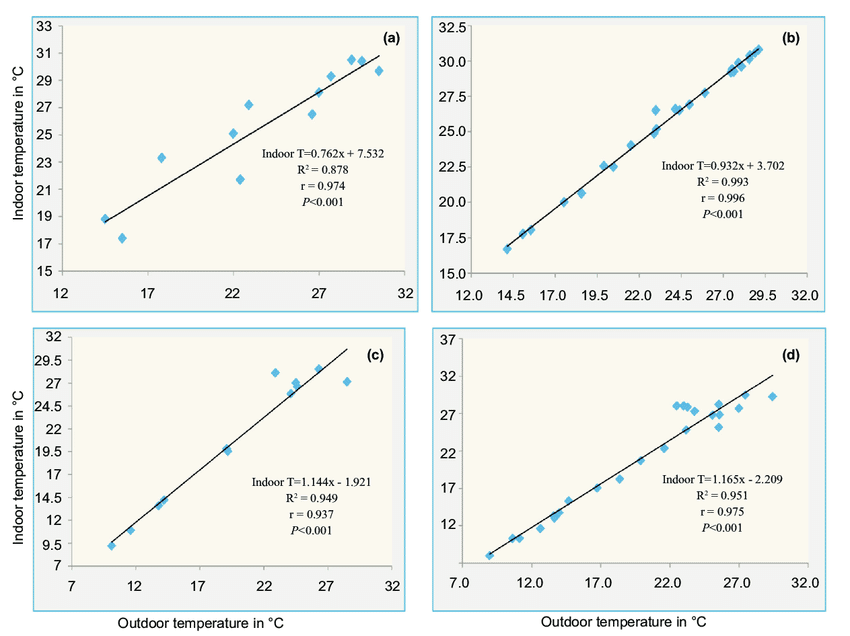 (a)
33
31
29
27
25
23
21
19
17
15
12 17 22 27 32
Indoor T=0.762x + 7.532
R² = 0.878
r = 0.974
P<0.001
Indoor temperature in °C
(b)
32.5
30.0
27.5
25.0
22.5
20.0
17.5
15.0
12.0 14.5 17.0 19.5 22.0 24.5 27.0 29.5 32.0
Indoor T=0.932x + 3.702
R² = 0.993
r = 0.996
P<0.001
(c)
32
29.5
27
24.5
22
19.5
17
14.5
12
9.5
7
7 12 17 22 27 32
Indoor T=1.144x - 1.921
R² = 0.949
r = 0.937
P<0.001
Indoor temperature in °C
Outdoor temperature in °C
(d)
37
32
27
22
17
12
7.0 12.0 17.0 22.0 27.0 32.0
Indoor T=1.165x - 2.209
R² = 0.951
r = 0.975
P<0.001
Outdoor temperature in °C